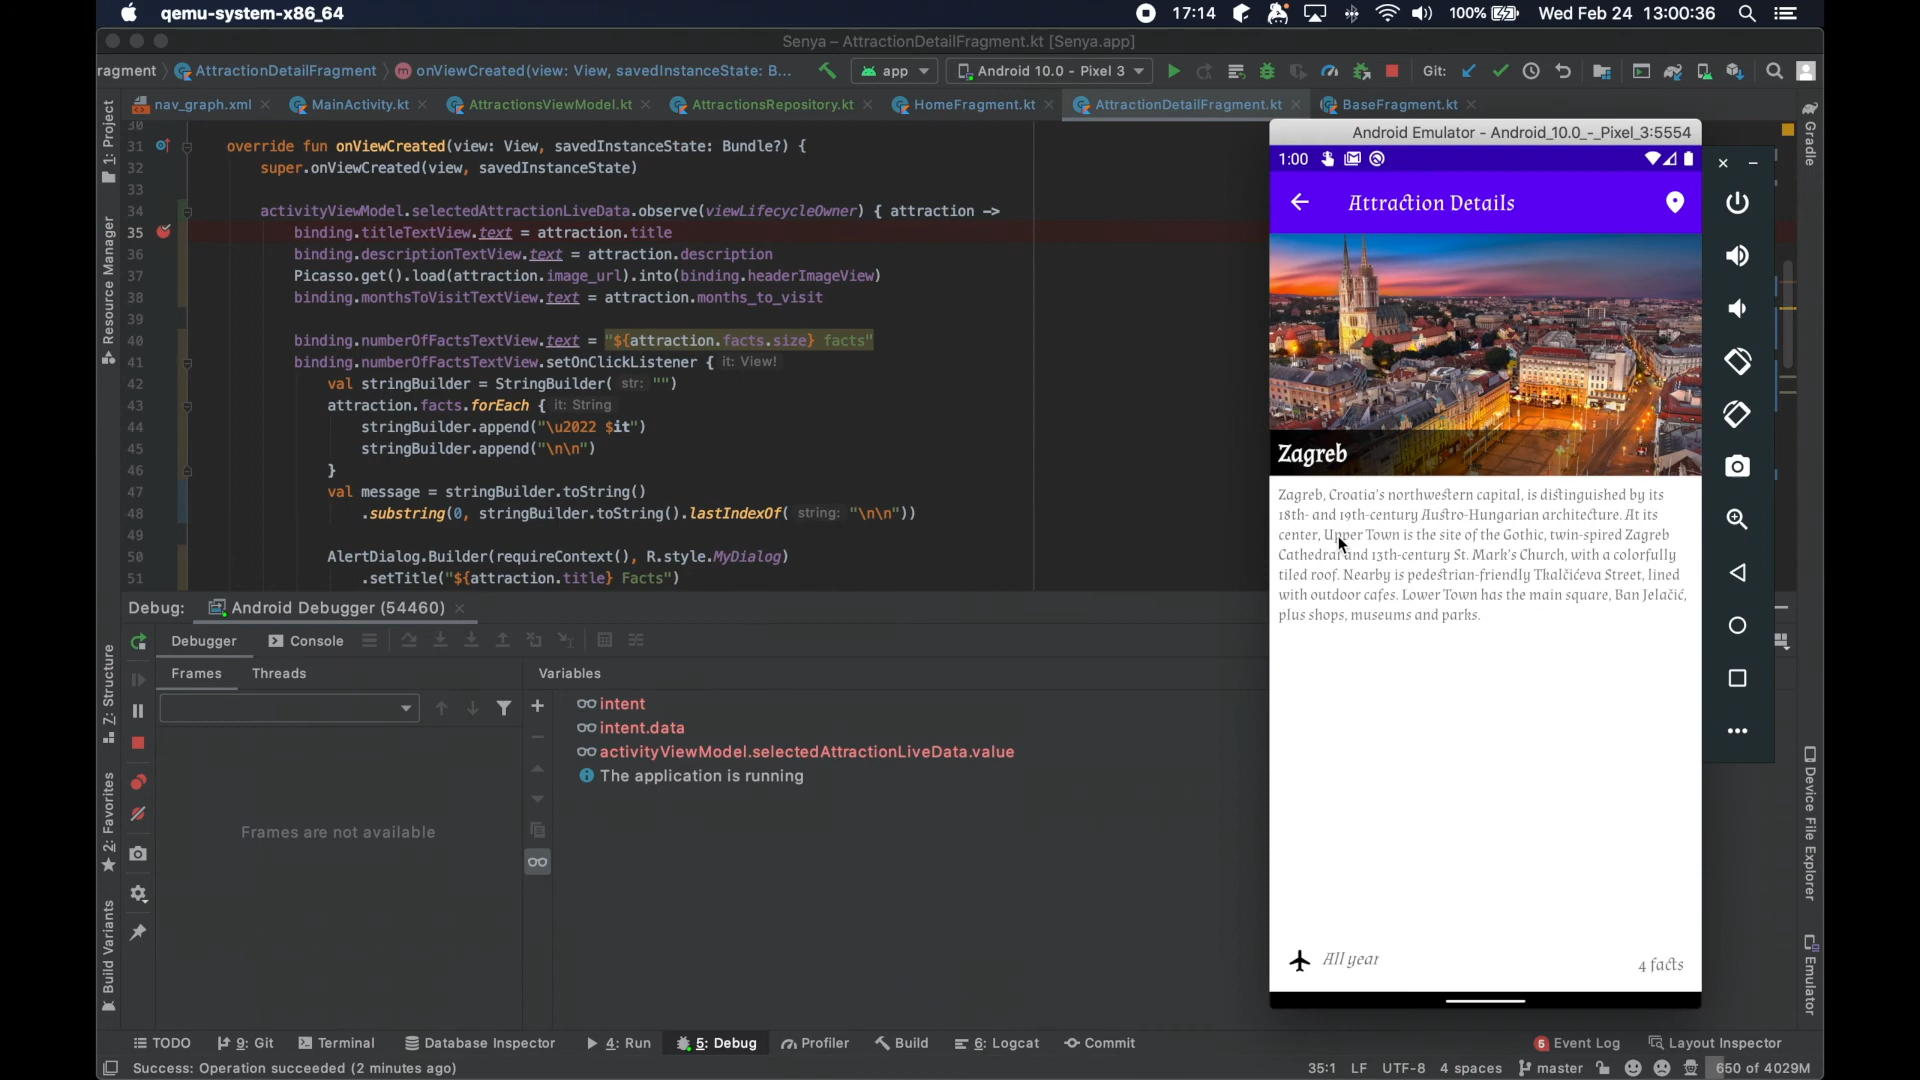 qemu-system-x86_64
17:14
100%
Wed Feb 24 13:00:36
Senya – AttractionDetailFragment.kt [Senya.app]
ragment
AttractionDetailFragment
onViewCreated(view: View, savedInstanceState: B...
app
Android 10.0 - Pixel 3
Git:
nav_graph.xml
MainActivity.kt
AttractionsViewModel.kt
AttractionsRepository.kt
HomeFragment.kt
AttractionDetailFragment.kt
BaseFragment.kt
1: Project
Resource Manager
Z: Structure
2: Favorites
Build Variants
30
31 override fun onViewCreated(view: View, savedInstanceState: Bundle?) {
32 super.onViewCreated(view, savedInstanceState)
33
34 activityViewModel.selectedAttractionLiveData.observe(viewLifecycleOwner) { attraction ->
35 binding.titleTextView.text = attraction.title
36 binding.descriptionTextView.text = attraction.description
37 Picasso.get().load(attraction.image_url).into(binding.headerImageView)
38 binding.monthsToVisitTextView.text = attraction.months_to_visit
39
40 binding.numberOfFactsTextView.text = "${attraction.facts.size} facts"
41 binding.numberOfFactsTextView.setOnClickListener { it: View!
42 val stringBuilder = StringBuilder( str: "")
43 attraction.facts.forEach { it: String
44 stringBuilder.append("\u2022 $it")
45 stringBuilder.append("\n\n")
46 }
47 val message = stringBuilder.toString()
48 .substring(0, stringBuilder.toString().lastIndexOf( string: "\n\n"))
49
50 AlertDialog.Builder(requireContext(), R.style.MyDialog)
51 .setTitle("${attraction.title} Facts")
Debug:
Android Debugger (54460)
Debugger
Console
Frames
Threads
Variables
Frames are not available
intent
intent.data
activityViewModel.selectedAttractionLiveData.value
The application is running
Android Emulator - Android_10.0_-_Pixel_3:5554
1:00
Attraction Details
Zagreb
Zagreb, Croatia's northwestern capital, is distinguished by its
18th- and 19th-century Austro-Hungarian architecture. At its
center, Upper Town is the site of the Gothic, twin-spired Zagreb
Cathedral and 13th-century St. Mark's Church, with a colorfully
tiled roof. Nearby is pedestrian-friendly Tkalčićeva Street, lined
with outdoor cafes. Lower Town has the main square, Ban Jelačić,
plus shops, museums and parks.
All year
4 facts
Gradle
Device File Explorer
Emulator
TODO
9: Git
Terminal
Database Inspector
4: Run
5: Debug
Profiler
Build
6: Logcat
Commit
5 Event Log
Layout Inspector
Success: Operation succeeded (2 minutes ago)
35:1
LF
UTF-8
4 spaces
master
650 of 4029M